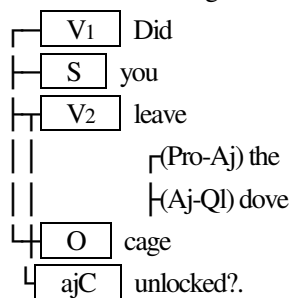 V1 Did
S you
V2 leave
(Pro-Aj) the
(Aj-Ql) dove
O cage
ajC unlocked?.